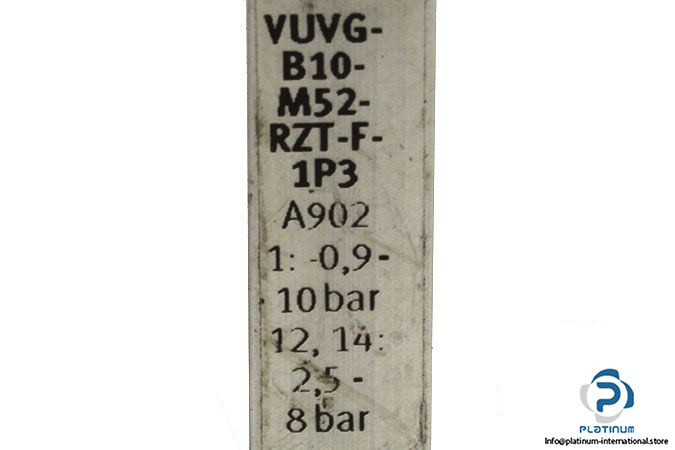 VUVG-
B10-
M52-
RZT-F-
1P3
A902
1: -0,9-
10 bar
12, 14:
2,5 -
8 bar
PLATINUM
Info@platinum-international.store